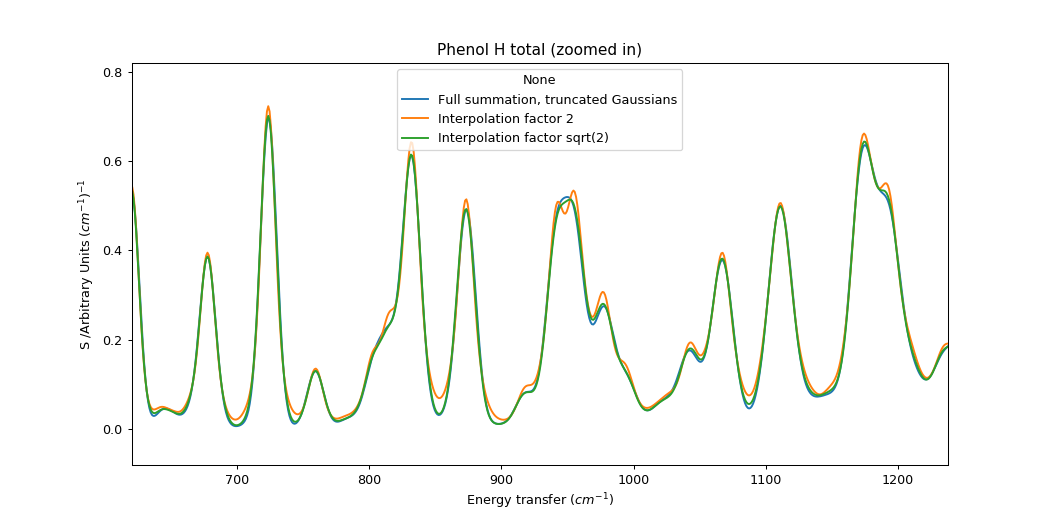 Phenol H total (zoomed in)
None
Full summation, truncated Gaussians
Interpolation factor 2
Interpolation factor sqrt(2)
0.8
0.6
0.4
0.2
0.0
S /Arbitrary Units (cm⁻¹)⁻¹
700 800 900 1000 1100 1200
Energy transfer (cm⁻¹)